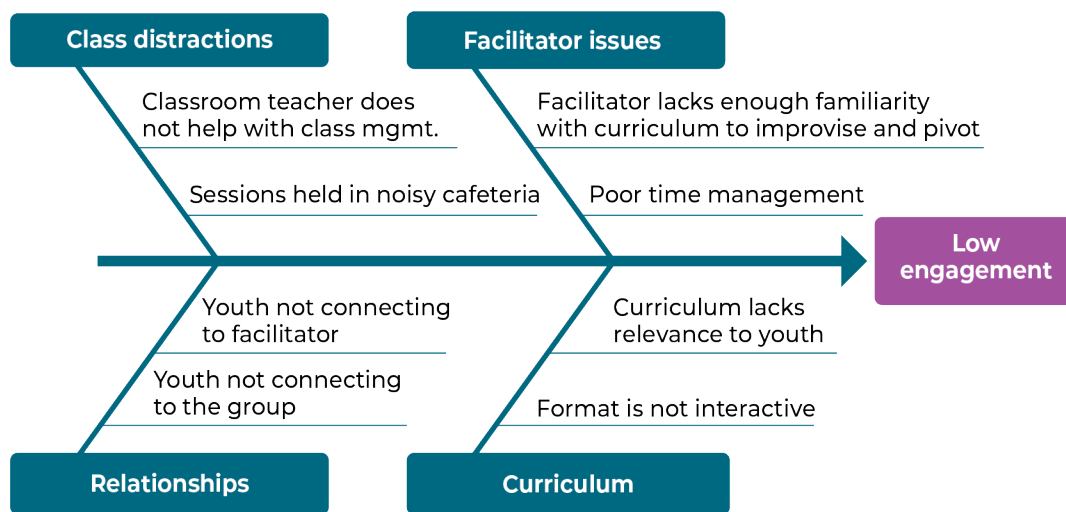 Class distractions
Facilitator issues
Classroom teacher does
not help with class mgmt.
Facilitator lacks enough familiarity
with curriculum to improvise and pivot
Sessions held in noisy cafeteria
Poor time management
Low
engagement
Youth not connecting
to facilitator
Curriculum lacks
relevance to youth
Youth not connecting
to the group
Format is not interactive
Relationships
Curriculum